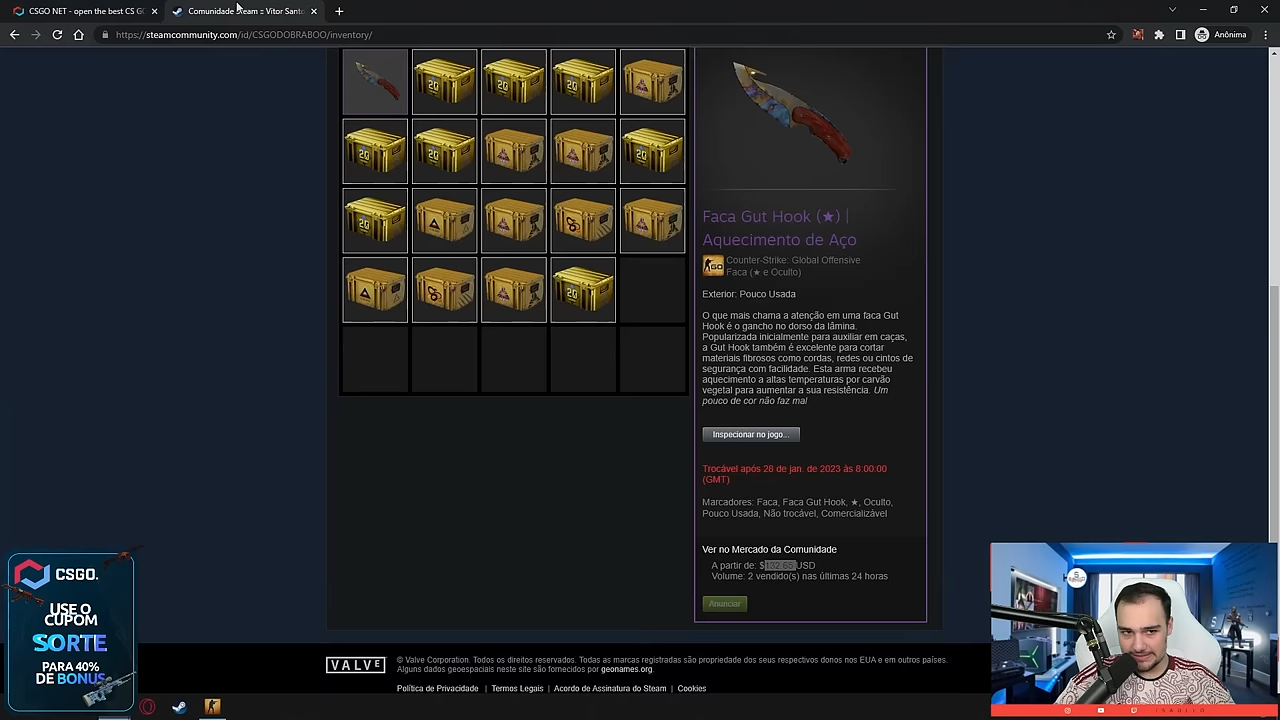 CSGO NET - open the best CS GO
Comunidade Steam :: Vitor Santo
https://steamcommunity.com/id/CSGODOBRABOO/inventory/
Anônima
Faca Gut Hook (★) |
Aquecimento de Aço
Counter-Strike: Global Offensive
Faca (★ e Oculto)
Exterior: Pouco Usada
O que mais chama a atenção em uma faca Gut
Hook é o gancho no dorso da lâmina.
Popularizada inicialmente para auxiliar em caças,
a Gut Hook também é excelente para cortar
materiais fibrosos como cordas, redes ou cintos de
segurança com facilidade. Esta arma recebeu
aquecimento a altas temperaturas por carvão
vegetal para aumentar a sua resistência. Um
pouco de cor não faz mal
Inspecionar no jogo...
Trocável após 28 de jan. de 2023 às 8:00:00
(GMT)
Marcadores: Faca, Faca Gut Hook, ★, Oculto,
Pouco Usada, Não trocável, Comercializável
Ver no Mercado da Comunidade
A partir de: $132.65 USD
Volume: 2 vendido(s) nas últimas 24 horas
Anunciar
CSGO.
USE O
CUPOM
SORTE
PARA 40%
DE BONUS
VALVE
© Valve Corporation. Todos os direitos reservados. Todas as marcas registradas são propriedade dos seus respectivos donos nos EUA e em outros países.
Alguns dados geoespaciais neste site são fornecidos por geonames.org.
Política de Privacidade | Termos Legais | Acordo de Assinatura do Steam | Cookies